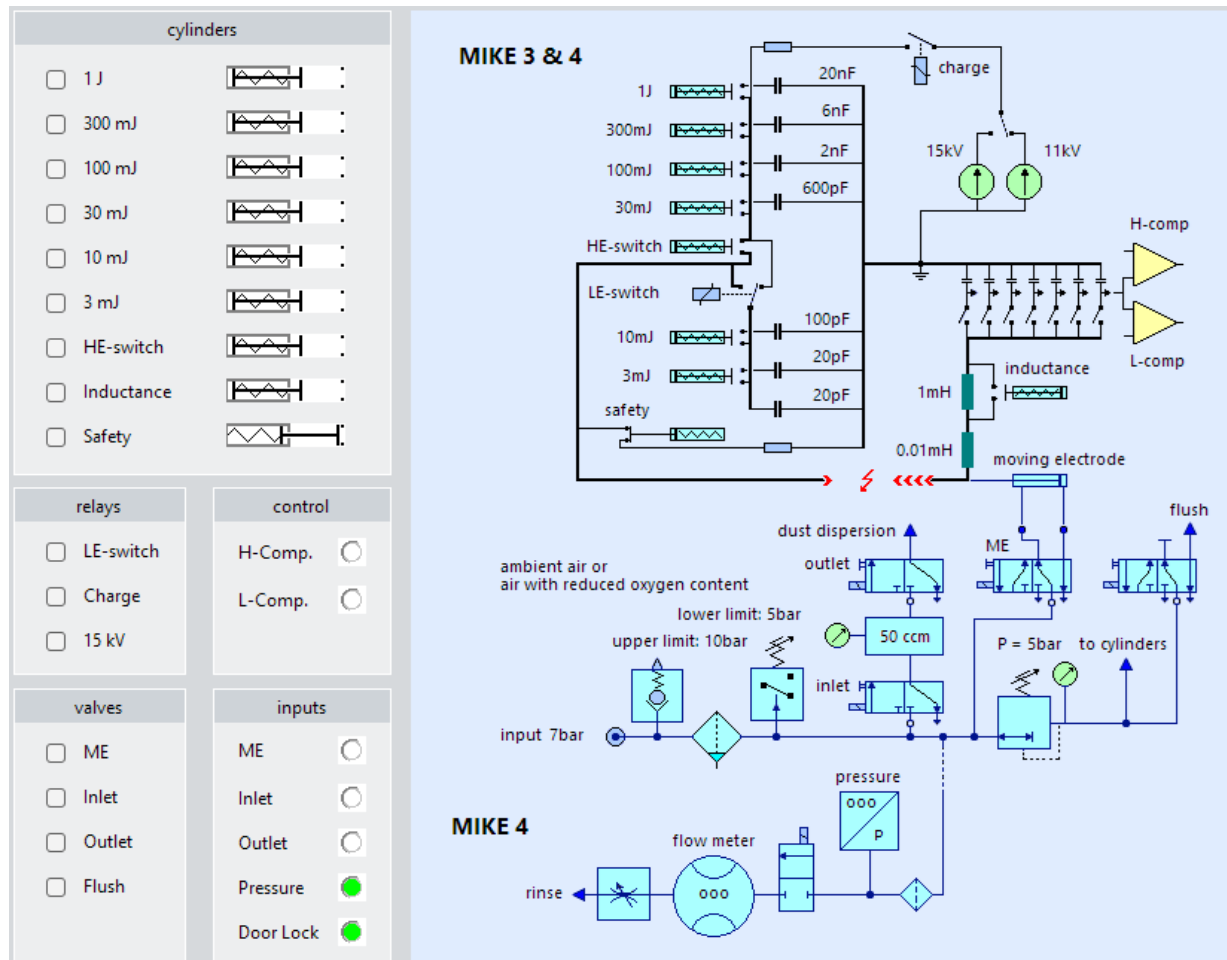 cylinders
1 J
300 mJ
100 mJ
30 mJ
10 mJ
3 mJ
HE-switch
Inductance
Safety
relays
LE-switch
Charge
15 kV
control
H-Comp.
L-Comp.
valves
ME
Inlet
Outlet
Flush
inputs
ME
Inlet
Outlet
Pressure
Door Lock
MIKE 3 & 4
charge
20nF
1J
6nF
300mJ
2nF
100mJ
600pF
30mJ
15kV
11kV
HE-switch
H-comp
LE-switch
100pF
10mJ
L-comp
20pF
3mJ
inductance
1mH
20pF
safety
0.01mH
moving electrode
dust dispersion
flush
ME
outlet
ambient air or
air with reduced oxygen content
lower limit: 5bar
upper limit: 10bar
50 ccm
P = 5bar
to cylinders
inlet
input 7bar
pressure
ooo
P
MIKE 4
flow meter
ooo
rinse